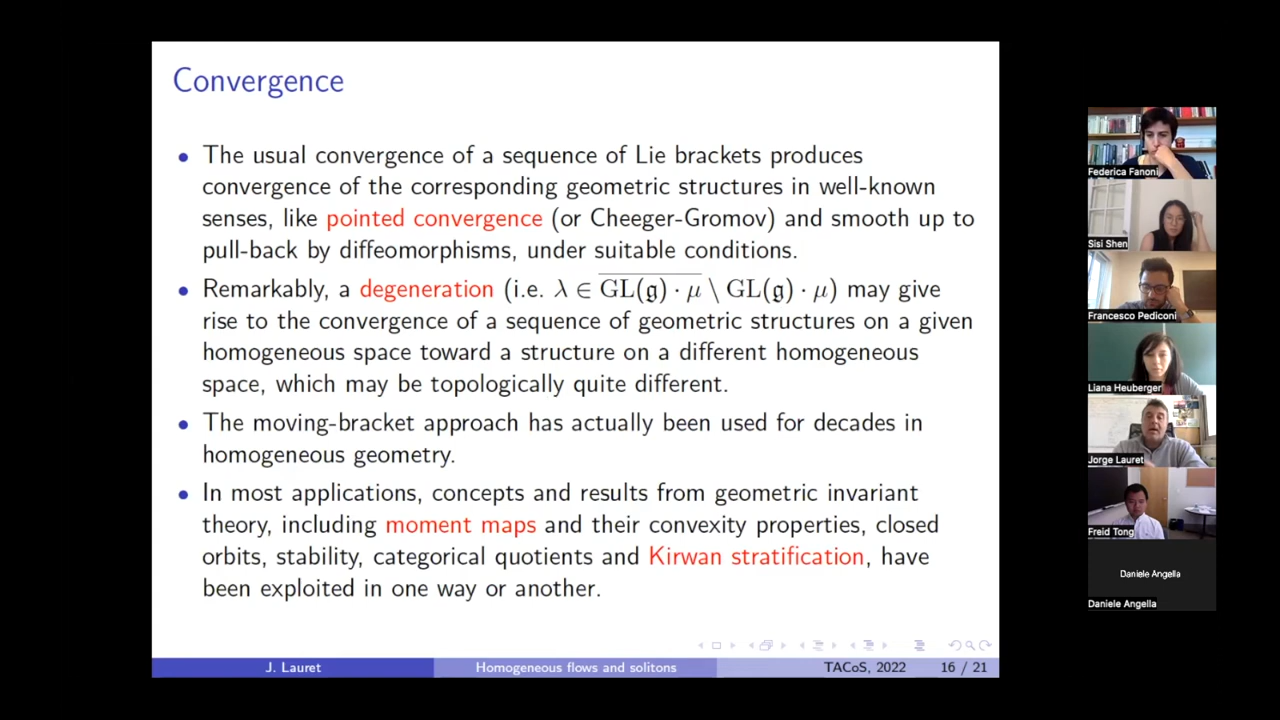 Convergence
• The usual convergence of a sequence of Lie brackets produces
convergence of the corresponding geometric structures in well-known
senses, like pointed convergence (or Cheeger-Gromov) and smooth up to
pull-back by diffeomorphisms, under suitable conditions.
• Remarkably, a degeneration (i.e. λ ∈ \overline{GL(𝔤) · μ} \ GL(𝔤) · μ) may give
rise to the convergence of a sequence of geometric structures on a given
homogeneous space toward a structure on a different homogeneous
space, which may be topologically quite different.
• The moving-bracket approach has actually been used for decades in
homogeneous geometry.
• In most applications, concepts and results from geometric invariant
theory, including moment maps and their convexity properties, closed
orbits, stability, categorical quotients and Kirwan stratification, have
been exploited in one way or another.
J. Lauret
Homogeneous flows and solitons
TACoS, 2022
16 / 21
Federica Fanoni
Sisi Shen
Francesco Pediconi
Liana Heuberger
Jorge Lauret
Freid Tong
Daniele Angella
Daniele Angella